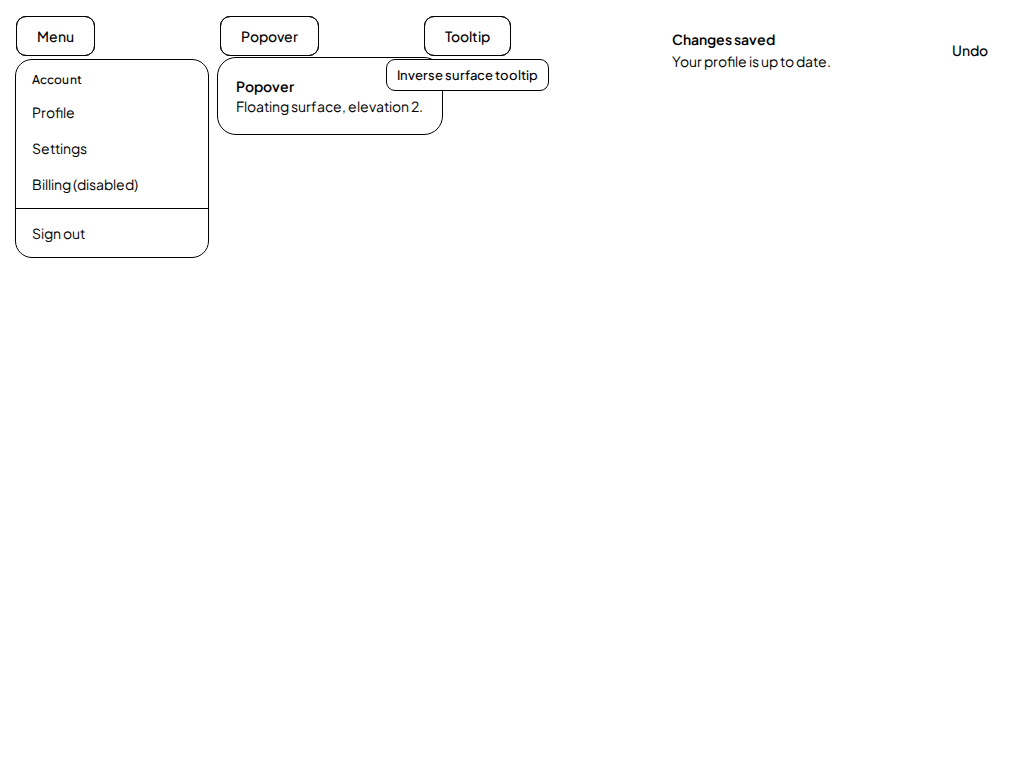 Menu
Popover
Tooltip
Changes saved
Your profile is up to date.
Undo
Account
Profile
Settings
Billing (disabled)
Sign out
Popover
Floating surface, elevation 2.
Inverse surface tooltip